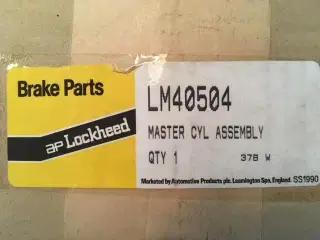 Brake Parts
LM40504
ap Lockheed
MASTER CYL ASSEMBLY
QTY 1 378 W
Marketed by Automotive Products plc. Leamington Spa, England. SS1990